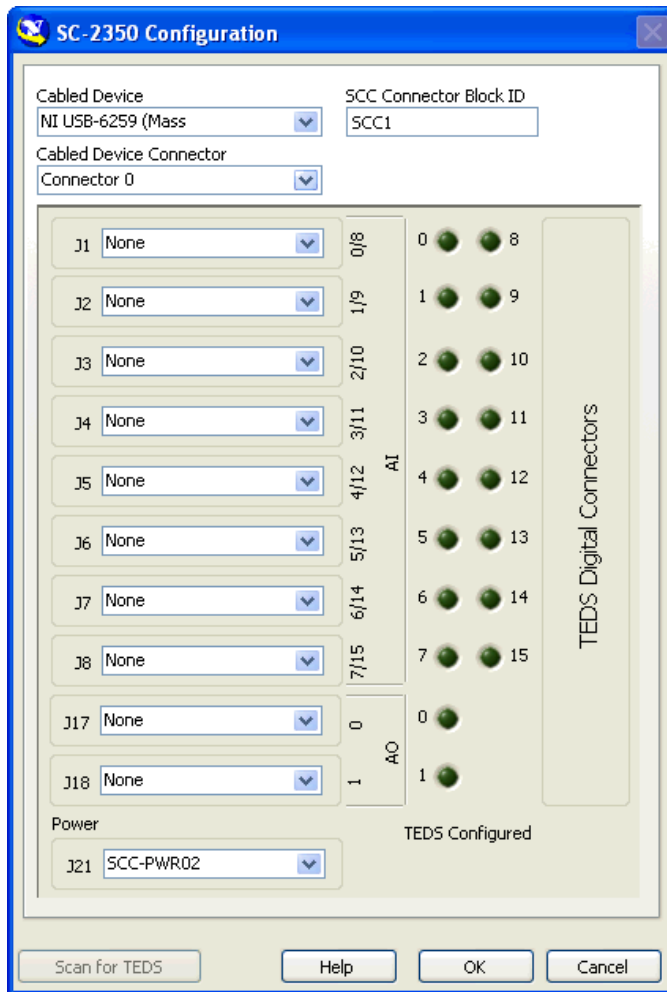 SC-2350 Configuration
Cabled Device
SCC Connector Block ID
NI USB-6259 (Mass
SCC1
Cabled Device Connector
Connector 0
J1 None 0/8 0 8
J2 None 1/9 1 9
J3 None 2/10 2 10
J4 None 3/11 3 11
J5 None 4/12 4 12
J6 None 5/13 5 13
J7 None 6/14 6 14
J8 None 7/15 7 15
AI
TEDS Digital Connectors
J17 None 0 0
J18 None 1 1
AO
Power
TEDS Configured
J21 SCC-PWR02
Scan for TEDS
Help
OK
Cancel